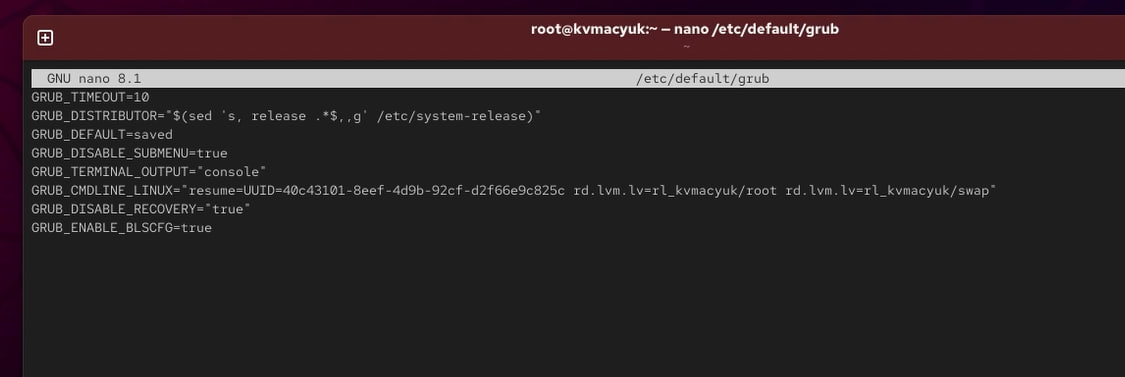 root@kvmacyuk:~ — nano /etc/default/grub
~
GNU nano 8.1 /etc/default/grub
GRUB_TIMEOUT=10
GRUB_DISTRIBUTOR="$(sed 's, release .*$,,g' /etc/system-release)"
GRUB_DEFAULT=saved
GRUB_DISABLE_SUBMENU=true
GRUB_TERMINAL_OUTPUT="console"
GRUB_CMDLINE_LINUX="resume=UUID=40c43101-8eef-4d9b-92cf-d2f66e9c825c rd.lvm.lv=rl_kvmacyuk/root rd.lvm.lv=rl_kvmacyuk/swap"
GRUB_DISABLE_RECOVERY="true"
GRUB_ENABLE_BLSCFG=true